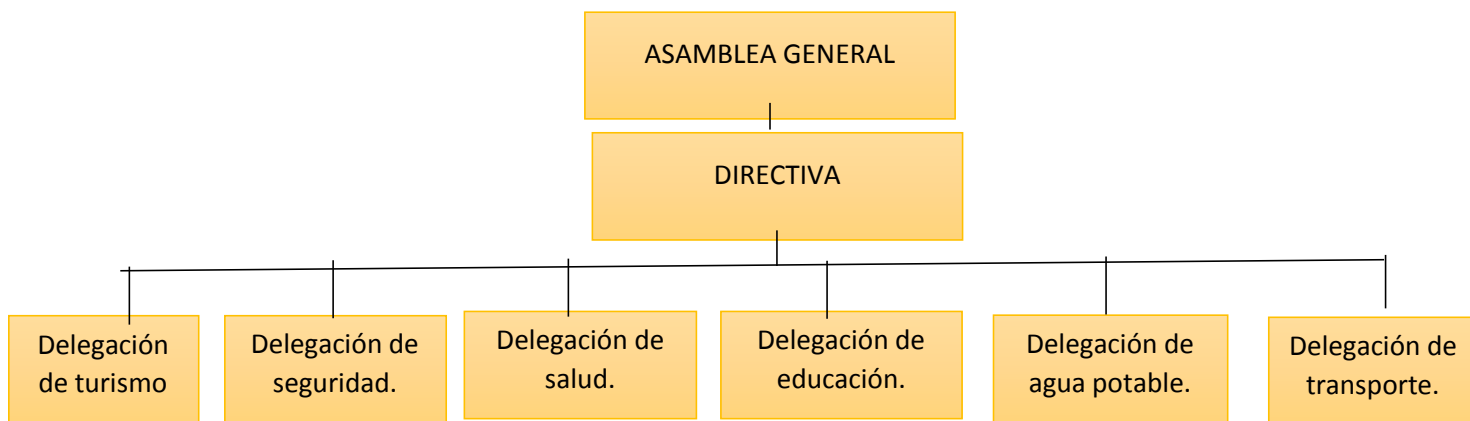 ASAMBLEA GENERAL
DIRECTIVA
Delegación
de turismo
Delegación de
seguridad.
Delegación de
salud.
Delegación de
educación.
Delegación de
agua potable.
Delegación de
transporte.